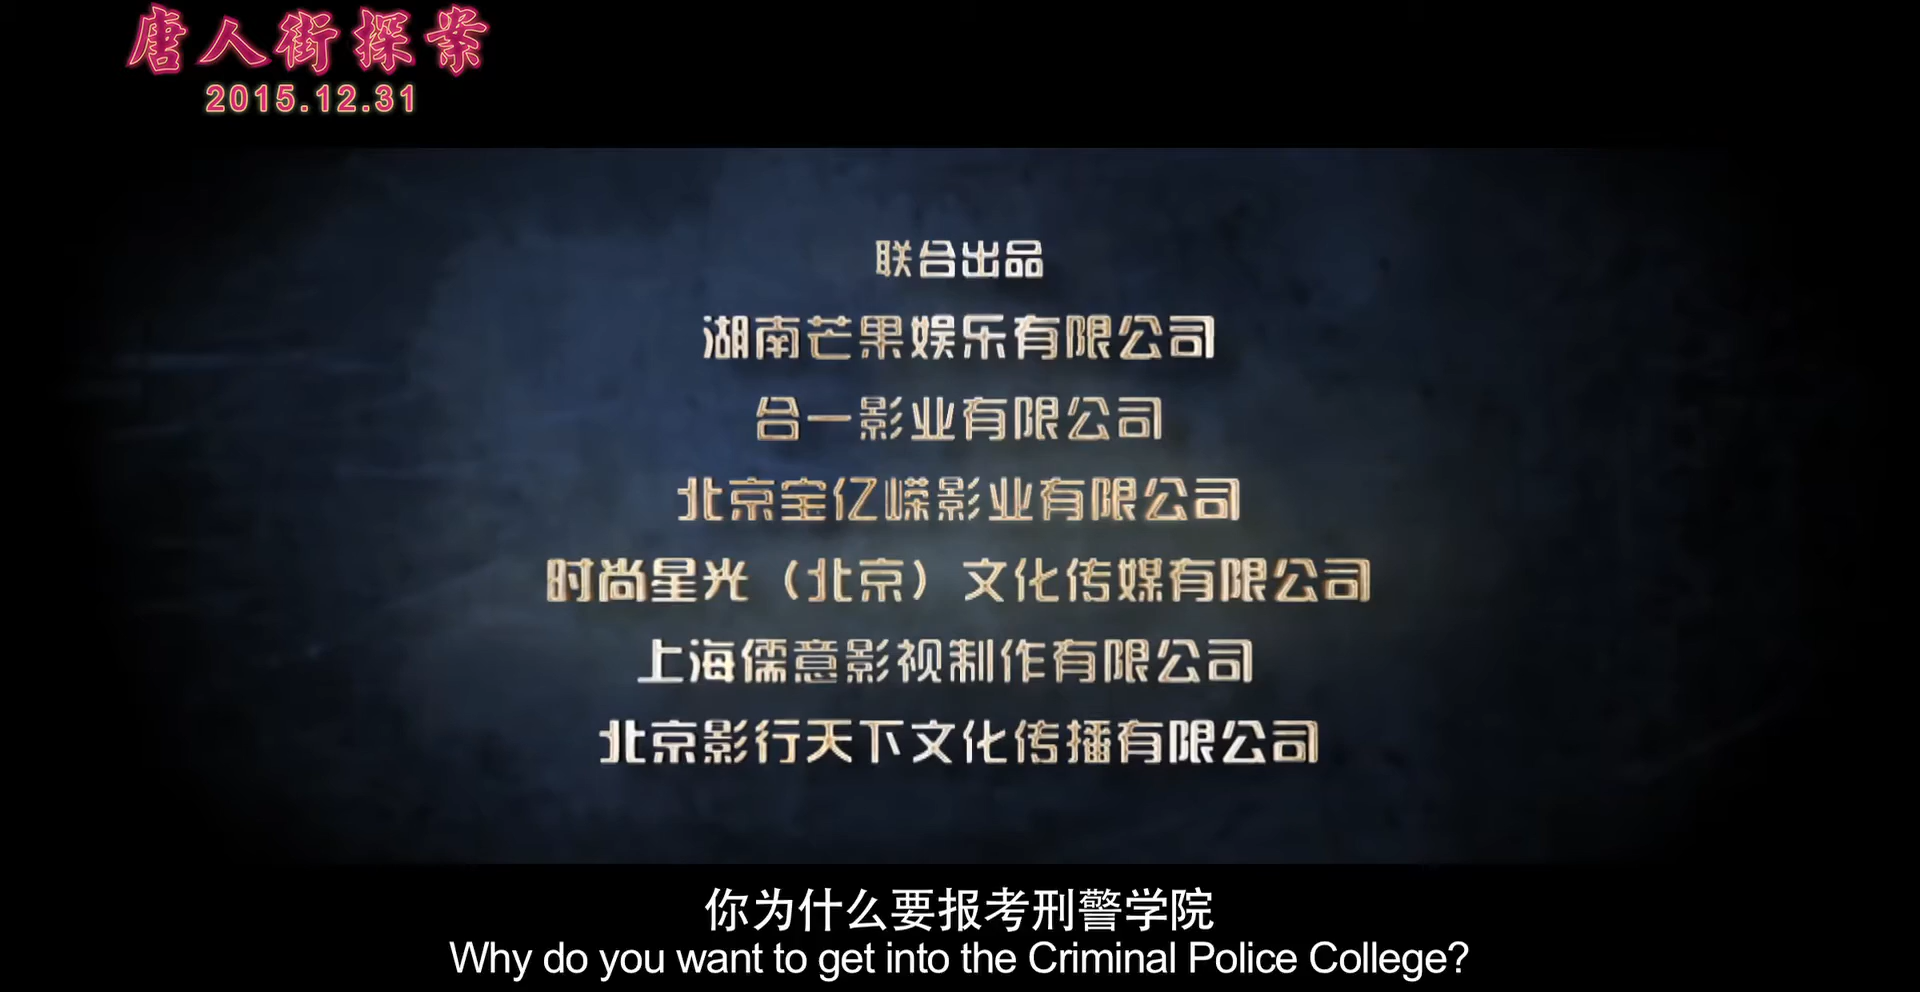 唐人街探案
2015.12.31
联合出品
湖南芒果娱乐有限公司
合一影业有限公司
北京宝亿嵘影业有限公司
时尚星光（北京）文化传媒有限公司
上海儒意影视制作有限公司
北京影行天下文化传播有限公司
你为什么要报考刑警学院
Why do you want to get into the Criminal Police College?